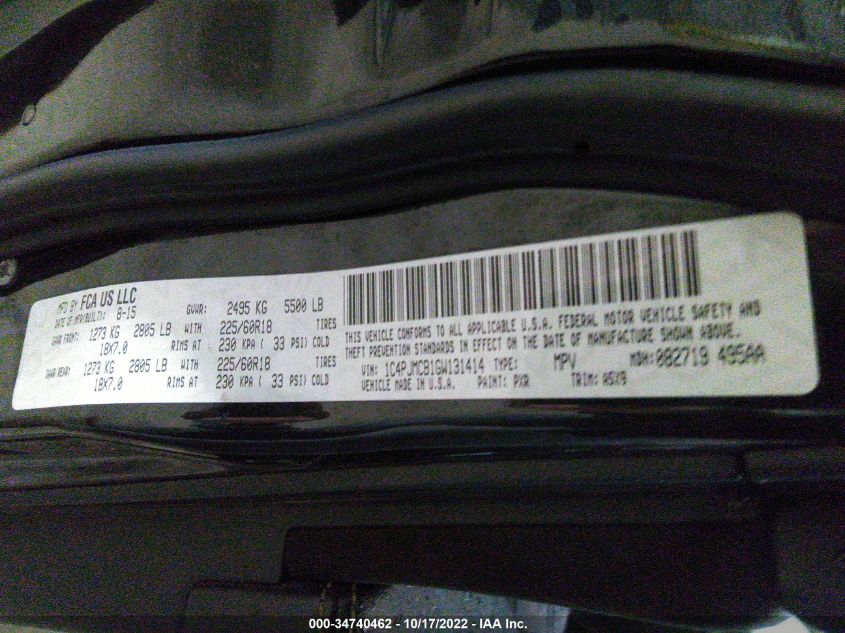 MFD BY FCA US LLC
DATE OF MFR(BUILD): 8-15 GVWR: 2495 KG 5500 LB
GAWR FRONT: 1273 KG 2805 LB WITH 225/60R18 TIRES
18X7.0 RIMS AT 230 KPA ( 33 PSI) COLD
GAWR REAR: 1273 KG 2805 LB WITH 225/60R18 TIRES
18X7.0 RIMS AT 230 KPA ( 33 PSI) COLD
THIS VEHICLE CONFORMS TO ALL APPLICABLE U.S.A. FEDERAL MOTOR VEHICLE SAFETY AND
THEFT PREVENTION STANDARDS IN EFFECT ON THE DATE OF MANUFACTURE SHOWN ABOVE.
VIN: 1C4PJMCB1GW131414 TYPE: MPV MDH: 082719 495AA
VEHICLE MADE IN U.S.A. PAINT: PXR TRIM: A5X9
000-34740462 - 10/17/2022 - IAA Inc.